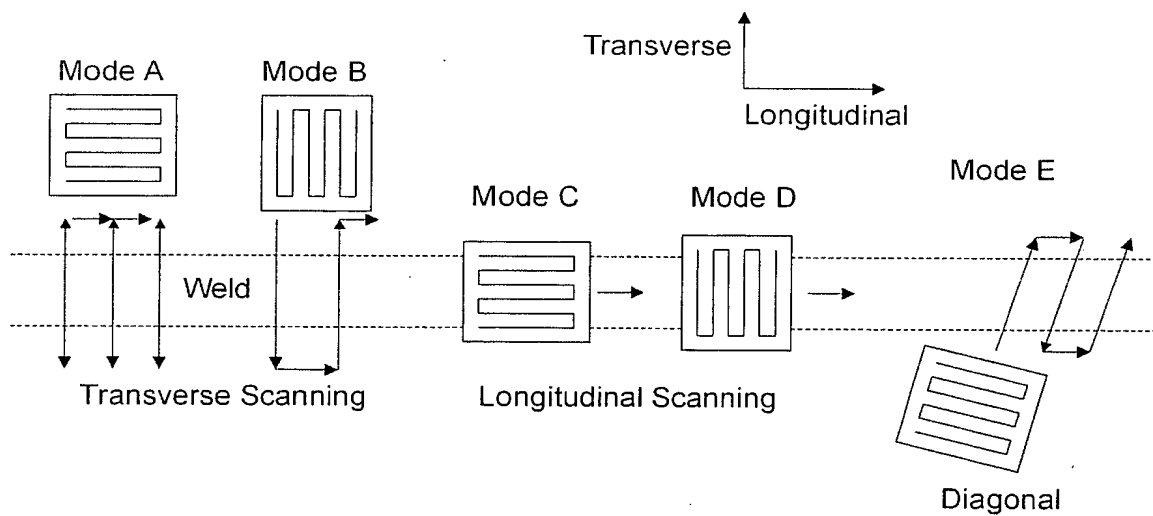 Transverse
Longitudinal
Mode A
Mode B
Mode C
Mode D
Mode E
Weld
Transverse Scanning
Longitudinal Scanning
Diagonal